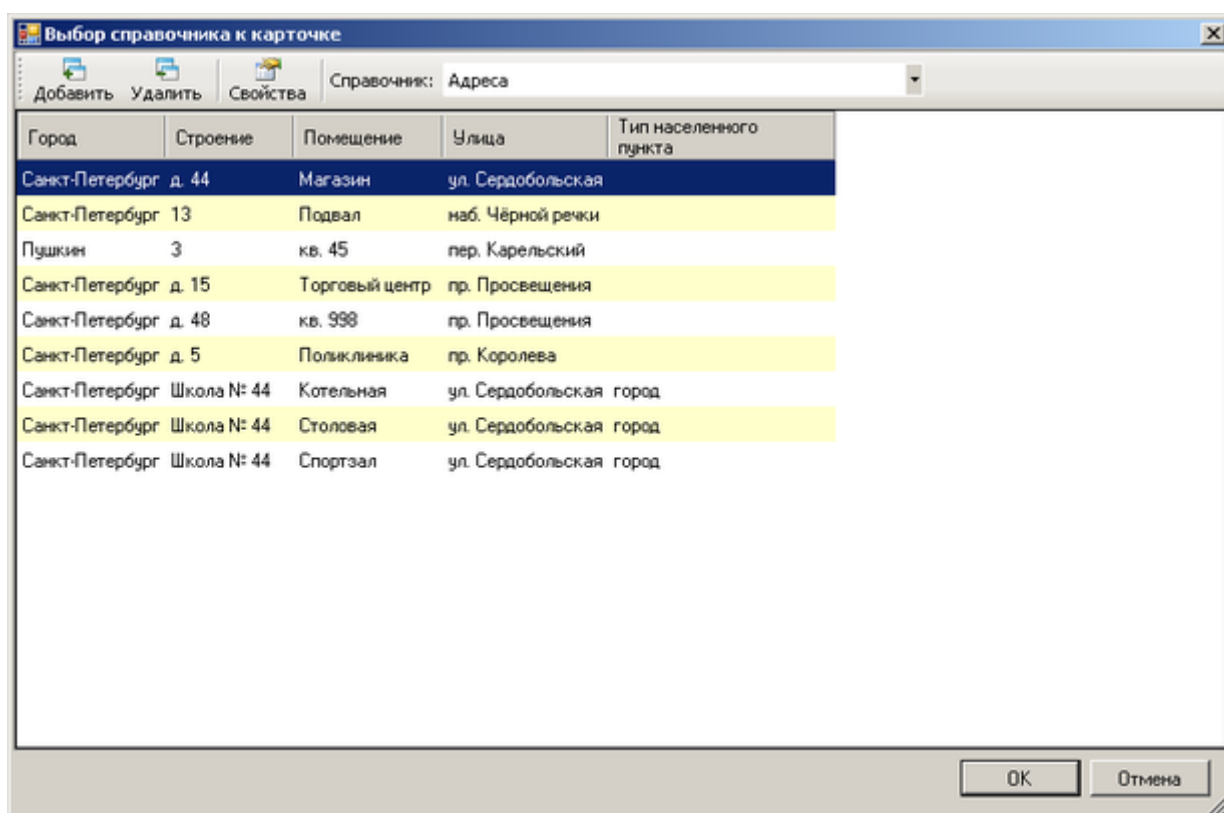 Выбор справочника к карточке
Добавить Удалить Свойства Справочник: Адреса
Город Строение Помещение Улица Тип населенного
пункта
Санкт-Петербург д. 44 Магазин ул. Сердобольская
Санкт-Петербург 13 Подвал наб. Чёрной речки
Пушкин 3 кв. 45 пер. Карельский
Санкт-Петербург д. 15 Торговый центр пр. Просвещения
Санкт-Петербург д. 48 кв. 998 пр. Просвещения
Санкт-Петербург д. 5 Поликлиника пр. Королева
Санкт-Петербург Школа № 44 Котельная ул. Сердобольская город
Санкт-Петербург Школа № 44 Столовая ул. Сердобольская город
Санкт-Петербург Школа № 44 Спортзал ул. Сердобольская город
OK Отмена